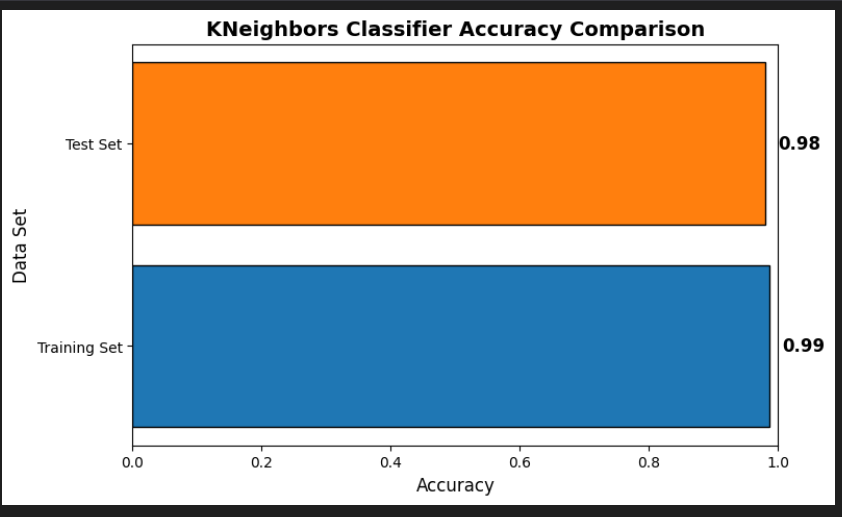 KNeighbors Classifier Accuracy Comparison
Test Set
0.98
Data Set
Training Set
0.99
0.0 0.2 0.4 0.6 0.8 1.0
Accuracy